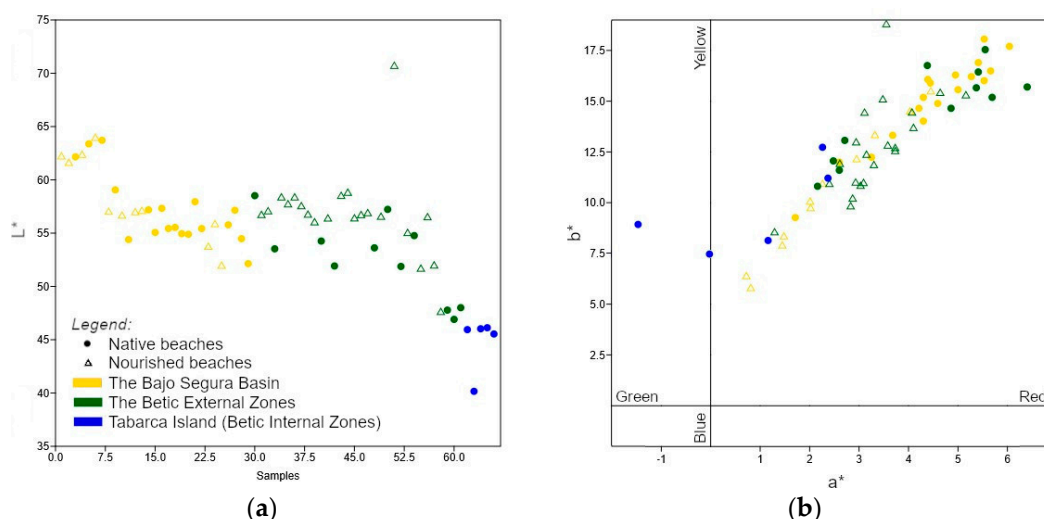 75
70
65
60
55
50
45
40
35
L*
Legend:
Native beaches
Nourished beaches
The Bajo Segura Basin
The Betic External Zones
Tabarca Island (Betic Internal Zones)
0.0 7.5 15.0 22.5 30.0 37.5 45.0 52.5 60.0
Samples
(a)
17.5
15.0
12.5
10.0
7.5
5.0
2.5
b*
Yellow
Green
Red
Blue
-1 1 2 3 4 5 6
a*
(b)